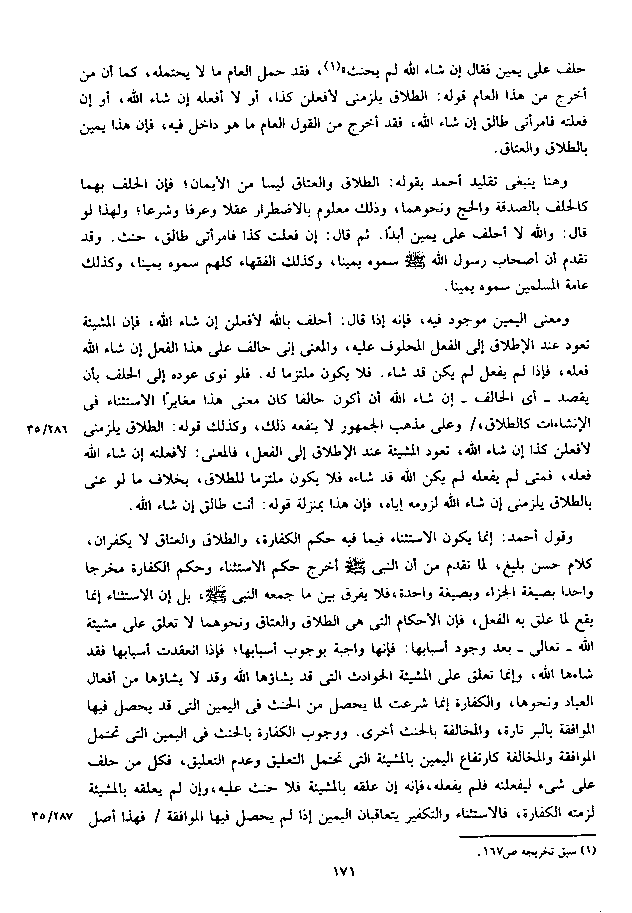 حلف على يمين فقال إن شاء الله لم يحنث»(١)، فقد حمل العام ما لا يحتمله، كما أن من
أخرج من هذا العام قوله: الطلاق يلزمنى لأفعلن كذا، أو لا أفعله إن شاء الله، أو إن
فعلته فامرأتى طالق إن شاء الله، فقد أخرج من القول العام ما هو داخل فيه، فإن هذا يمين
بالطلاق والعتاق.
وهنا ينبغى تقليد أحمد بقوله: الطلاق والعتاق ليسا من الأيمان؛ فإن الحلف بهما
كالحلف بالصدقة والحج ونحوهما، وذلك معلوم بالاضطرار عقلا وعرفا وشرعا؛ ولهذا لو
قال: والله لا أحلف على يمين أبدًا. ثم قال: إن فعلت كذا فامرأتى طالق، حنث. وقد
تقدم أن أصحاب رسول الله ﷺ سموه يمينا، وكذلك الفقهاء كلهم سموه يمينا، وكذلك
عامة المسلمين سموه يمينا.
ومعنى اليمين موجود فيه، فإنه إذا قال: أحلف بالله لأفعلن إن شاء الله، فإن المشيئة
تعود عند الإطلاق إلى الفعل المحلوف عليه، والمعنى إنى حالف على هذا الفعل إن شاء الله
فعله، فإذا لم يفعل لم يكن قد شاء. فلا يكون ملتزما له. فلو نوى عوده إلى الحلف بأن
يقصد ـ أى الحالف ـ إن شاء الله أن أكون حالفا كان معنى هذا مغايرًا الاستثناء فى
الإنشاءات كالطلاق، / وعلى مذهب الجمهور لا ينفعه ذلك، وكذلك قوله: الطلاق يلزمنى ٣٥/٢٨٦
لأفعلن كذا إن شاء الله، تعود المشيئة عند الإطلاق إلى الفعل، فالمعنى: لأفعلنه إن شاء الله
فعله، فمتى لم يفعله لم يكن الله قد شاءه فلا يكون ملتزما للطلاق، بخلاف ما لو عنى
بالطلاق يلزمنى إن شاء الله لزومه إياه، فإن هذا بمنزلة قوله: أنت طالق إن شاء الله.
وقول أحمد: إنما يكون الاستثناء فيما فيه حكم الكفارة، والطلاق والعتاق لا يكفران،
كلام حسن بليغ، لما تقدم من أن النبى ﷺ أخرج حكم الاستثناء وحكم الكفارة مخرجا
واحدا بصيغة الجزاء وبصيغة واحدة، فلا يفرق بين ما جمعه النبى ﷺ، بل إن الاستثناء إنما
يقع لما علق به الفعل، فإن الأحكام التى هى الطلاق والعتاق ونحوهما لا تعلق على مشيئة
الله ـ تعالى ـ بعد وجود أسبابها: فإنها واجبة بوجوب أسبابها؛ فإذا انعقدت أسبابها فقد
شاءها الله، وإنما تعلق على المشيئة الحوادث التى قد يشاؤها الله وقد لا يشاؤها من أفعال
العباد ونحوها، والكفارة إنما شرعت لما يحصل من الحنث فى اليمين التى قد يحصل فيها
الموافقة بالبر تارة، والمخالفة بالحنث أخرى. ووجوب الكفارة بالحنث فى اليمين التى تحتمل
الموافقة والمخالفة كارتفاع اليمين بالمشيئة التى تحتمل التعليق وعدم التعليق، فكل من حلف
على شىء ليفعلنه فلم يفعله، فإنه إن علقه بالمشيئة فلا حنث عليه، وإن لم يعلقه بالمشيئة
لزمته الكفارة، فالاستثناء والتكفير يتعاقبان اليمين إذا لم يحصل فيها الموافقة / فهذا أصل ٣٥/٢٨٧
(١) سبق تخريجه ص١٦٧.
١٧١